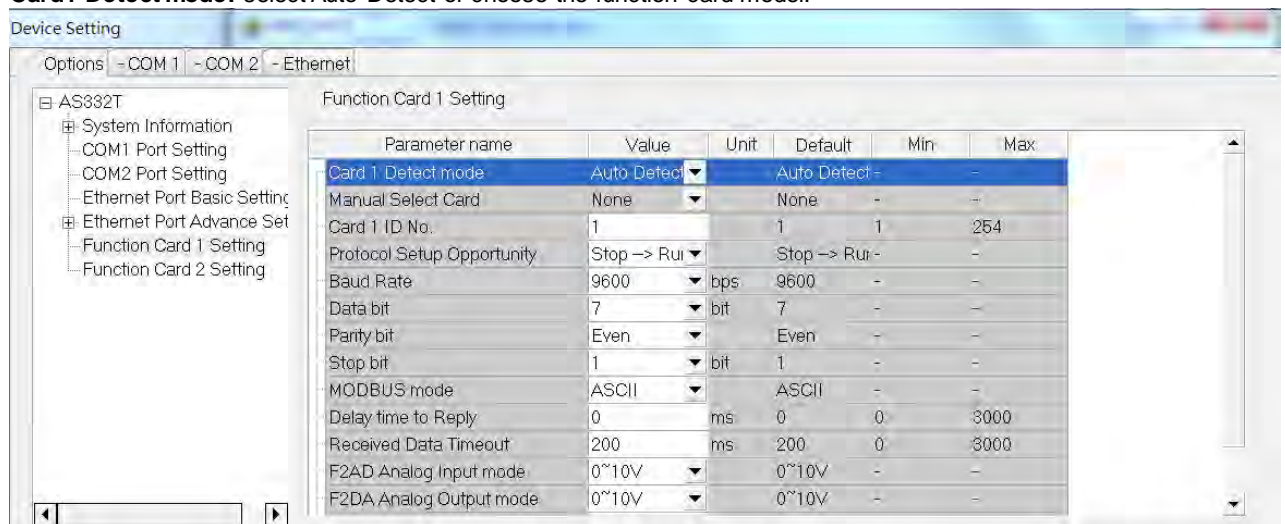 Card 1 Detect mode: select Auto-Detect or choose the function card model.
Device Setting
Options - COM 1 - COM 2 - Ethernet
AS332T
System Information
COM1 Port Setting
COM2 Port Setting
Ethernet Port Basic Setting
Ethernet Port Advance Set
Function Card 1 Setting
Function Card 2 Setting
Function Card 1 Setting
Parameter name Value Unit Default Min Max
Card 1 Detect mode Auto Detect Auto Detect - -
Manual Select Card None None - -
Card 1 ID No. 1 1 1 254
Protocol Setup Opportunity Stop -> Rui Stop -> Rur - -
Baud Rate 9600 bps 9600 - -
Data bit 7 bit 7 - -
Parity bit Even Even - -
Stop bit 1 bit 1 - -
MODBUS mode ASCII ASCII - -
Delay time to Reply 0 ms 0 0 3000
Received Data Timeout 200 ms 200 0 3000
F2AD Analog Input mode 0~10V 0~10V - -
F2DA Analog Output mode 0~10V 0~10V - -